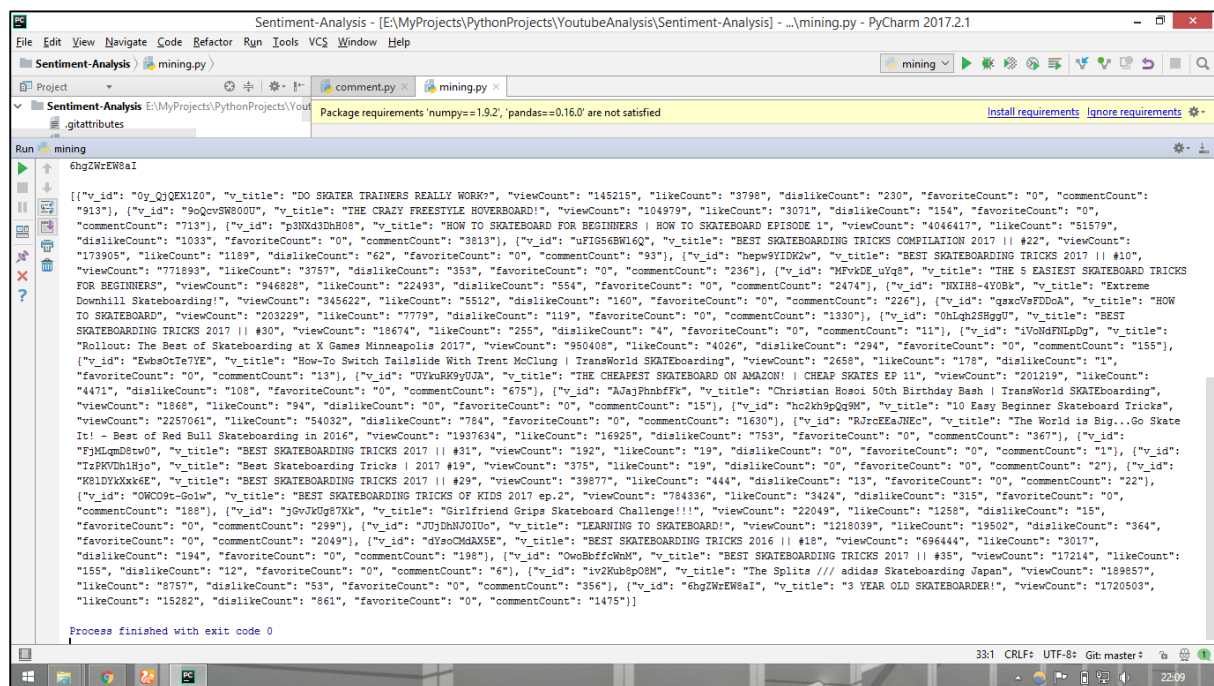 Sentiment-Analysis - [E:\MyProjects\PythonProjects\YoutubeAnalysis\Sentiment-Analysis] - ...\mining.py - PyCharm 2017.2.1
File Edit View Navigate Code Refactor Run Tools VCS Window Help
Sentiment-Analysis mining.py mining
Project comment.py mining.py
Sentiment-Analysis E:\MyProjects\PythonProjects\Yout
Package requirements 'numpy==1.9.2', 'pandas==0.16.0' are not satisfied Install requirements Ignore requirements
.gitattributes
Run mining
6hgZWrEW8aI
[{"v_id": "0y_QjQEX1Z0", "v_title": "DO SKATER TRAINERS REALLY WORK?", "viewCount": "145215", "likeCount": "3798", "dislikeCount": "230", "favoriteCount": "0", "commentCount":
"913"}, {"v_id": "9oQcvSW800U", "v_title": "THE CRAZY FREESTYLE HOVERBOARD!", "viewCount": "104979", "likeCount": "3071", "dislikeCount": "154", "favoriteCount": "0",
"commentCount": "713"}, {"v_id": "p3NXd3DhH08", "v_title": "HOW TO SKATEBOARD FOR BEGINNERS | HOW TO SKATEBOARD EPISODE 1", "viewCount": "4046417", "likeCount": "51579",
"dislikeCount": "1033", "favoriteCount": "0", "commentCount": "3813"}, {"v_id": "uFIG56BW16Q", "v_title": "BEST SKATEBOARDING TRICKS COMPILATION 2017 || #22", "viewCount":
"173905", "likeCount": "1189", "dislikeCount": "62", "favoriteCount": "0", "commentCount": "93"}, {"v_id": "hepw9YIDK2w", "v_title": "BEST SKATEBOARDING TRICKS 2017 || #10",
"viewCount": "771893", "likeCount": "3757", "dislikeCount": "353", "favoriteCount": "0", "commentCount": "236"}, {"v_id": "MFvkDE_uYq8", "v_title": "THE 5 EASIEST SKATEBOARD TRICKS
FOR BEGINNERS", "viewCount": "946828", "likeCount": "22493", "dislikeCount": "554", "favoriteCount": "0", "commentCount": "2474"}, {"v_id": "NXIH8-4Y0Bk", "v_title": "Extreme
Downhill Skateboarding!", "viewCount": "345622", "likeCount": "5512", "dislikeCount": "160", "favoriteCount": "0", "commentCount": "226"}, {"v_id": "qsxcVsFDDoA", "v_title": "HOW
TO SKATEBOARD", "viewCount": "203229", "likeCount": "7779", "dislikeCount": "119", "favoriteCount": "0", "commentCount": "1330"}, {"v_id": "0hLqh2SHggU", "v_title": "BEST
SKATEBOARDING TRICKS 2017 || #30", "viewCount": "18674", "likeCount": "255", "dislikeCount": "4", "favoriteCount": "0", "commentCount": "11"}, {"v_id": "iVoNdFNLpDg", "v_title":
"Rollout: The Best of Skateboarding at X Games Minneapolis 2017", "viewCount": "950408", "likeCount": "4026", "dislikeCount": "294", "favoriteCount": "0", "commentCount": "155"},
{"v_id": "EwbsOtTe7YE", "v_title": "How-To Switch Tailslide With Trent McClung | TransWorld SKATEboarding", "viewCount": "2658", "likeCount": "178", "dislikeCount": "1",
"favoriteCount": "0", "commentCount": "13"}, {"v_id": "UYkuRK9yUJA", "v_title": "THE CHEAPEST SKATEBOARD ON AMAZON! | CHEAP SKATES EP 11", "viewCount": "201219", "likeCount":
"4471", "dislikeCount": "108", "favoriteCount": "0", "commentCount": "675"}, {"v_id": "AJajPhnbfFk", "v_title": "Christian Hosoi 50th Birthday Bash | TransWorld SKATEboarding",
"viewCount": "1868", "likeCount": "94", "dislikeCount": "0", "favoriteCount": "0", "commentCount": "15"}, {"v_id": "hc2kh9pQq9M", "v_title": "10 Easy Beginner Skateboard Tricks",
"viewCount": "2257061", "likeCount": "54032", "dislikeCount": "784", "favoriteCount": "0", "commentCount": "1630"}, {"v_id": "RJrcEEaJNEc", "v_title": "The World is Big...Go Skate
It! - Best of Red Bull Skateboarding in 2016", "viewCount": "1937634", "likeCount": "16925", "dislikeCount": "753", "favoriteCount": "0", "commentCount": "367"}, {"v_id":
"FjMLqmD8tw0", "v_title": "BEST SKATEBOARDING TRICKS 2017 || #31", "viewCount": "192", "likeCount": "19", "dislikeCount": "0", "favoriteCount": "0", "commentCount": "1"}, {"v_id":
"TzPKVDh1Hjo", "v_title": "Best Skateboarding Tricks | 2017 #19", "viewCount": "375", "likeCount": "19", "dislikeCount": "0", "favoriteCount": "0", "commentCount": "2"}, {"v_id":
"K81DYkXxk6E", "v_title": "BEST SKATEBOARDING TRICKS 2017 || #29", "viewCount": "39877", "likeCount": "444", "dislikeCount": "13", "favoriteCount": "0", "commentCount": "22"},
{"v_id": "OWCO9t-Go1w", "v_title": "BEST SKATEBOARDING TRICKS OF KIDS 2017 ep.2", "viewCount": "784336", "likeCount": "3424", "dislikeCount": "315", "favoriteCount": "0",
"commentCount": "188"}, {"v_id": "jGvJkUg87Xk", "v_title": "Girlfriend Grips Skateboard Challenge!!!", "viewCount": "22049", "likeCount": "1258", "dislikeCount": "15",
"favoriteCount": "0", "commentCount": "299"}, {"v_id": "JUjDhNJOIUo", "v_title": "LEARNING TO SKATEBOARD!", "viewCount": "1218039", "likeCount": "19502", "dislikeCount": "364",
"favoriteCount": "0", "commentCount": "2049"}, {"v_id": "dYsoCMdAX5E", "v_title": "BEST SKATEBOARDING TRICKS 2016 || #18", "viewCount": "696444", "likeCount": "3017",
"dislikeCount": "194", "favoriteCount": "0", "commentCount": "198"}, {"v_id": "OwoBbffcWnM", "v_title": "BEST SKATEBOARDING TRICKS 2017 || #35", "viewCount": "17214", "likeCount":
"155", "dislikeCount": "12", "favoriteCount": "0", "commentCount": "6"}, {"v_id": "iv2Kub8pO8M", "v_title": "The Splits /// adidas Skateboarding Japan", "viewCount": "189857",
"likeCount": "8757", "dislikeCount": "53", "favoriteCount": "0", "commentCount": "356"}, {"v_id": "6hgZWrEW8aI", "v_title": "3 YEAR OLD SKATEBOARDER!", "viewCount": "1720503",
"likeCount": "15282", "dislikeCount": "861", "favoriteCount": "0", "commentCount": "1475"}]
Process finished with exit code 0
33:1 CRLF UTF-8 Git: master 1
22:09